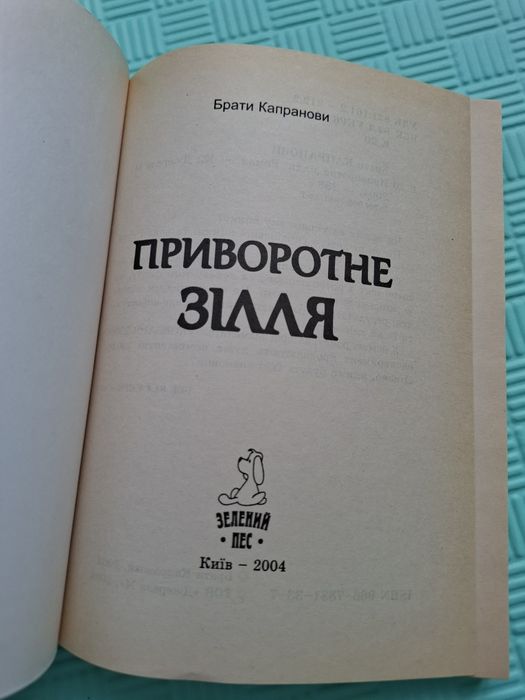 Брати Капранови
ПРИВОРОТНЕ
ЗІЛЛЯ
ЗЕЛЕНИЙ
• ПЕС •
Київ – 2004